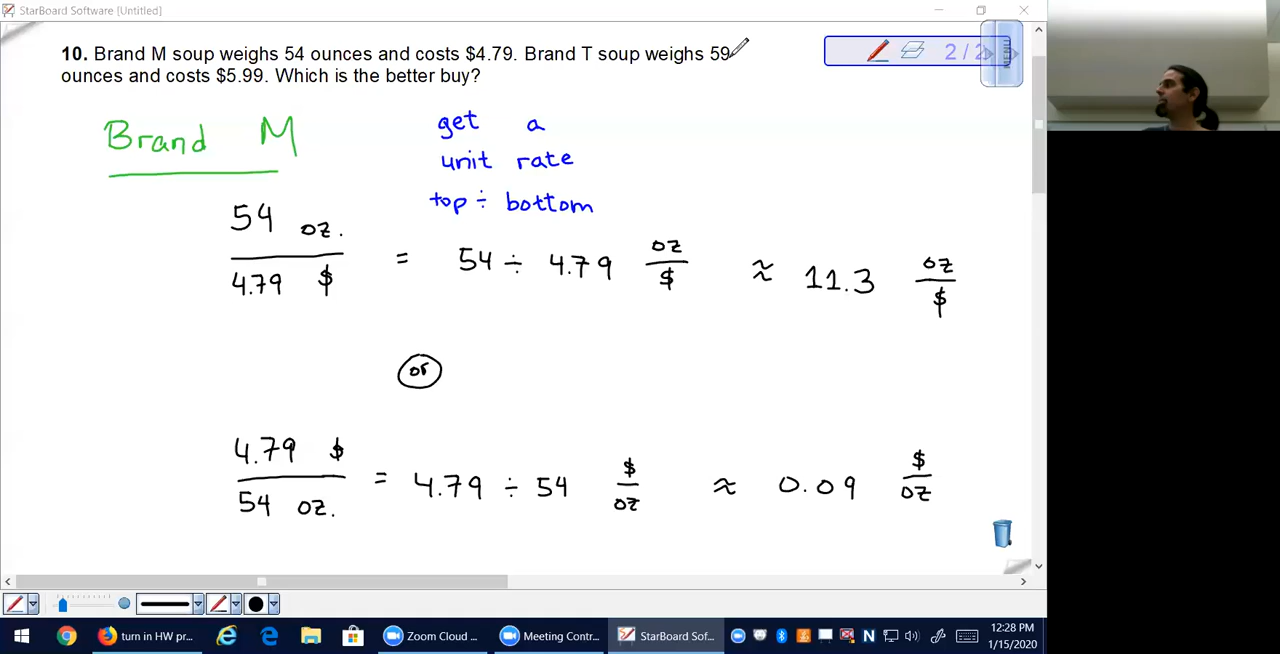 StarBoard Software [Untitled]
10. Brand M soup weighs 54 ounces and costs $4.79. Brand T soup weighs 59
ounces and costs $5.99. Which is the better buy?
2/2
MENU
Brand M
get a
unit rate
top ÷ bottom
54 oz.
4.79 $
= 54 ÷ 4.79 oz/$ ≈ 11.3 oz/$
or
4.79 $
54 oz.
= 4.79 ÷ 54 $/oz ≈ 0.09 $/oz
turn in HW pr...
Zoom Cloud ...
Meeting Contr...
StarBoard Sof...
12:28 PM
1/15/2020